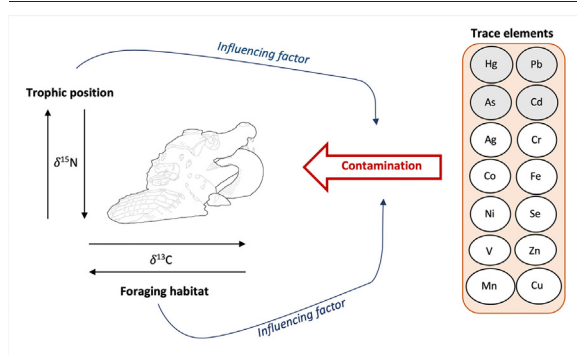 Trace elements
Influencing factor
Hg Pb
Trophic position
As Cd
Ag Cr
δ15N
Contamination
Co Fe
Ni Se
δ13C
V Zn
Foraging habitat
Mn Cu
Influencing factor